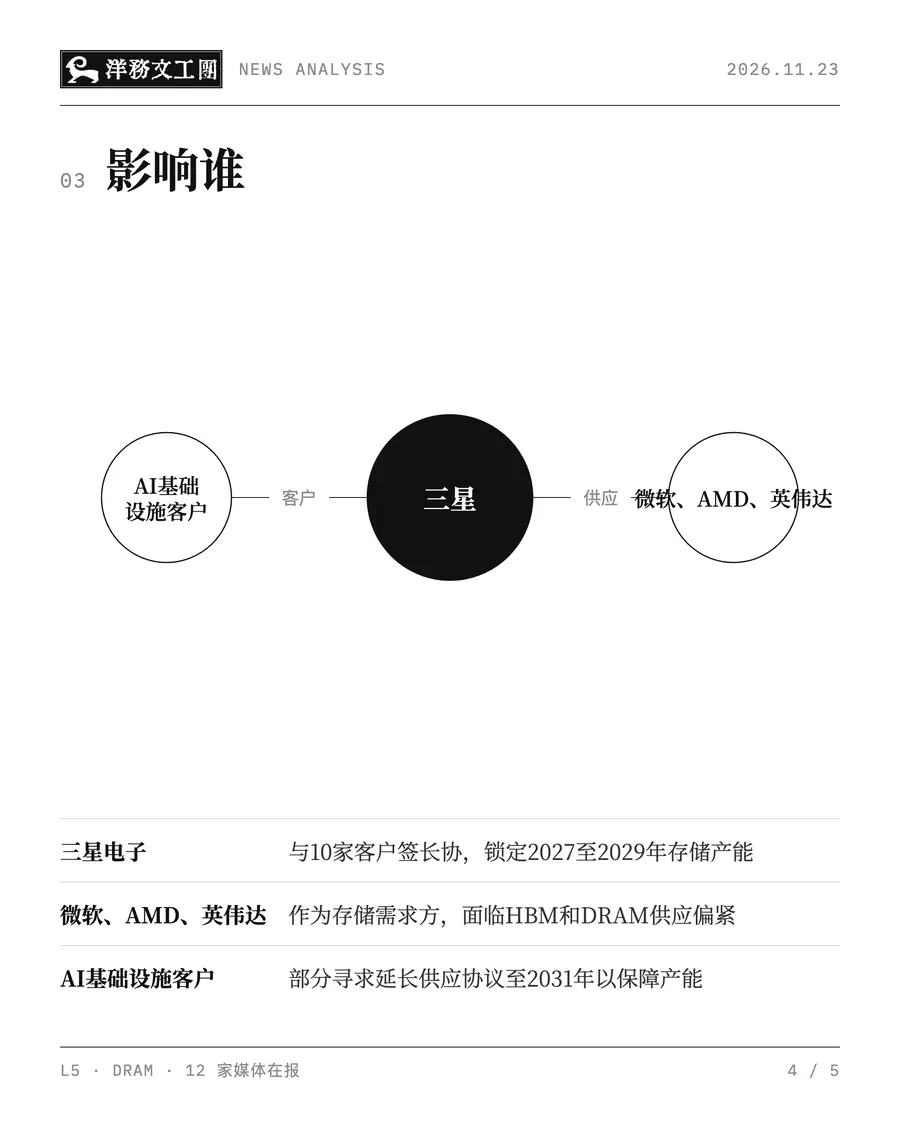 洋務文工團 NEWS ANALYSIS 2026.11.23
03 影响谁
AI基础
设施客户
客户
三星
供应
微软、AMD、英伟达
三星电子 与10家客户签长协，锁定2027至2029年存储产能
微软、AMD、英伟达 作为存储需求方，面临HBM和DRAM供应偏紧
AI基础设施客户 部分寻求延长供应协议至2031年以保障产能
L5 · DRAM · 12 家媒体在报 4 / 5